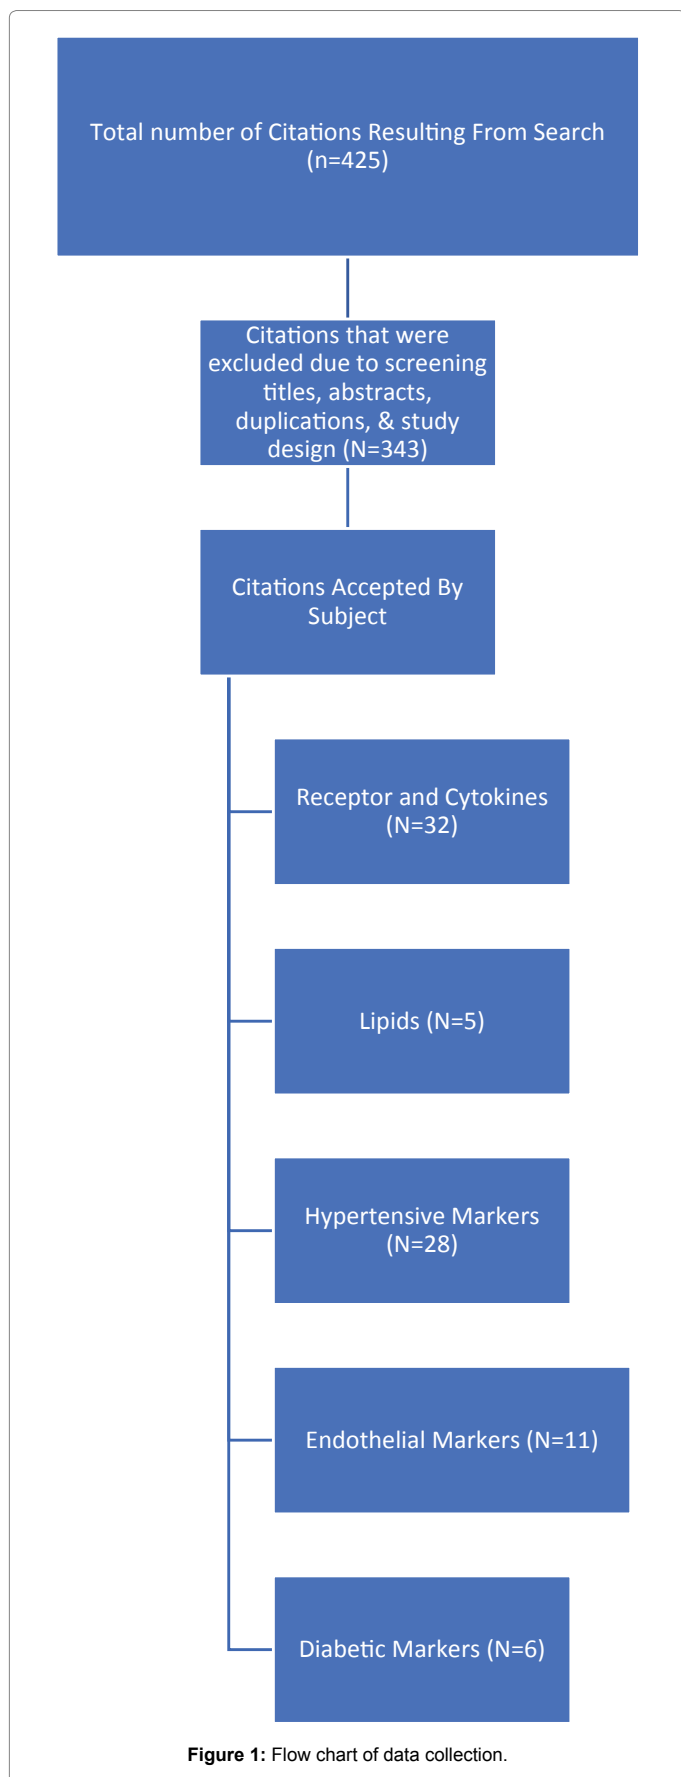 Total number of Citations Resulting From Search
(n=425)
Citations that were
excluded due to screening
titles, abstracts,
duplications, & study
design (N=343)
Citations Accepted By
Subject
Receptor and Cytokines
(N=32)
Lipids (N=5)
Hypertensive Markers
(N=28)
Endothelial Markers (N=11)
Diabetic Markers (N=6)
Figure 1: Flow chart of data collection.